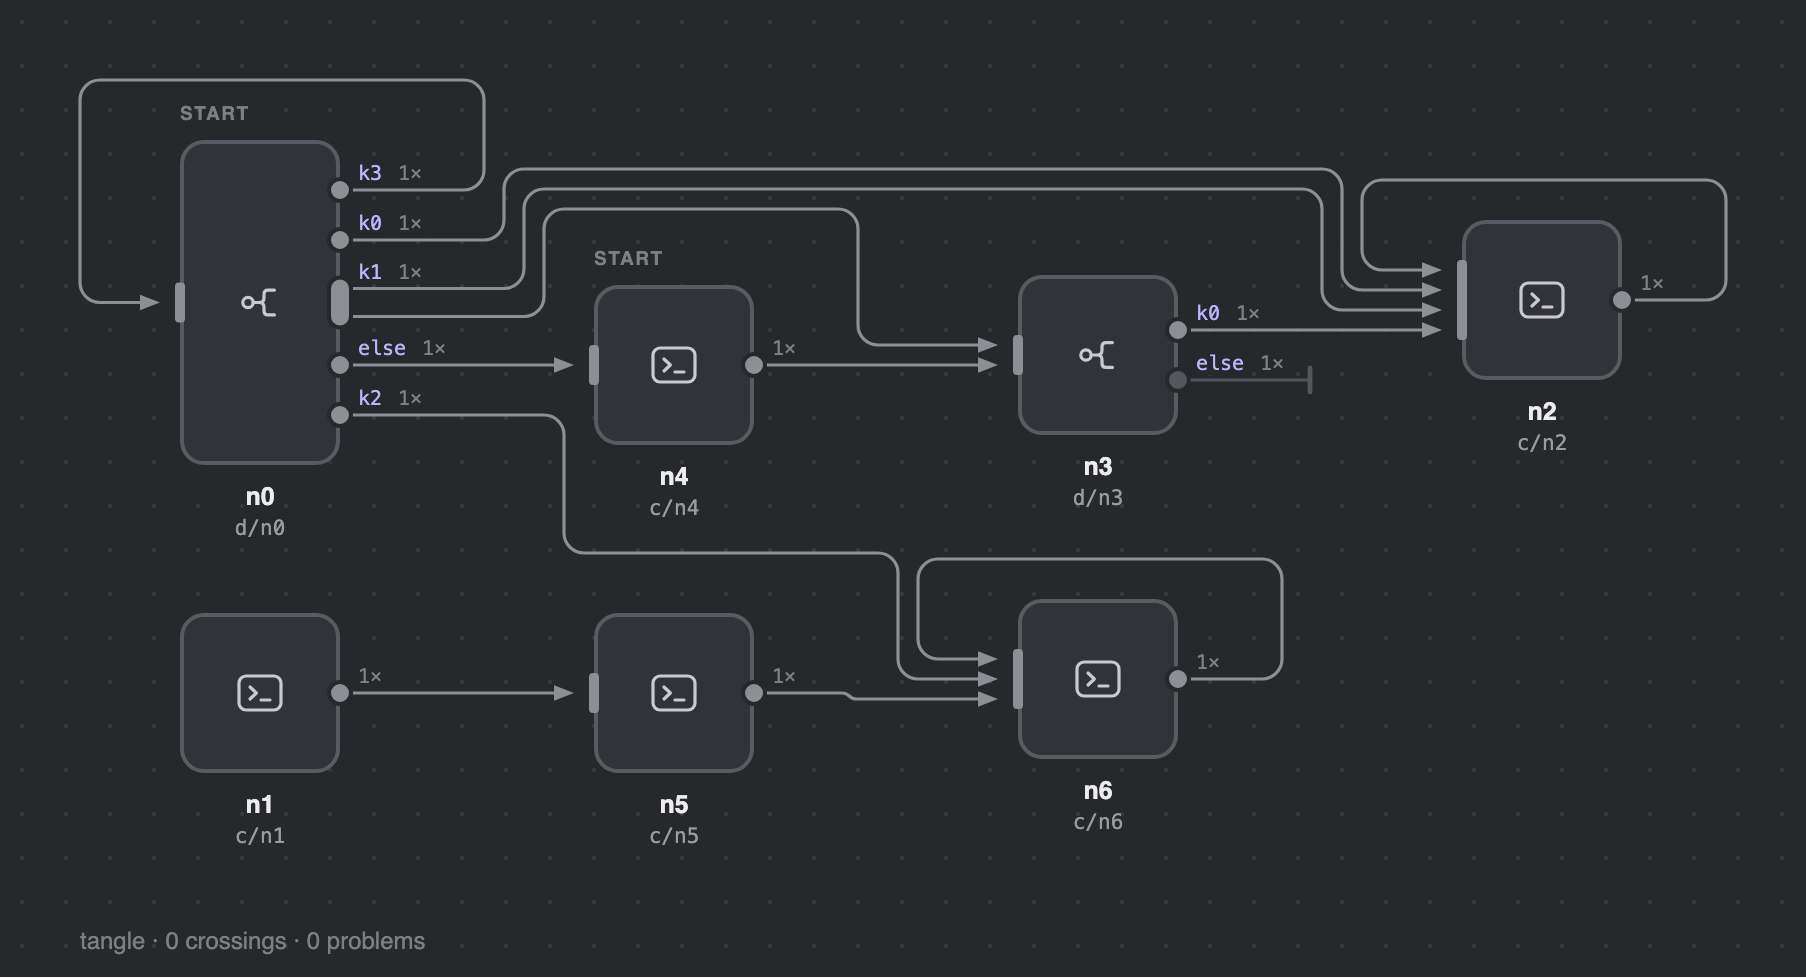 START
k3 1×
k0 1×
k1 1×
else 1×
k2 1×
n0
d/n0
START
1×
n4
c/n4
k0 1×
else 1×
n3
d/n3
1×
n2
c/n2
1×
n1
c/n1
1×
n5
c/n5
1×
n6
c/n6
tangle · 0 crossings · 0 problems